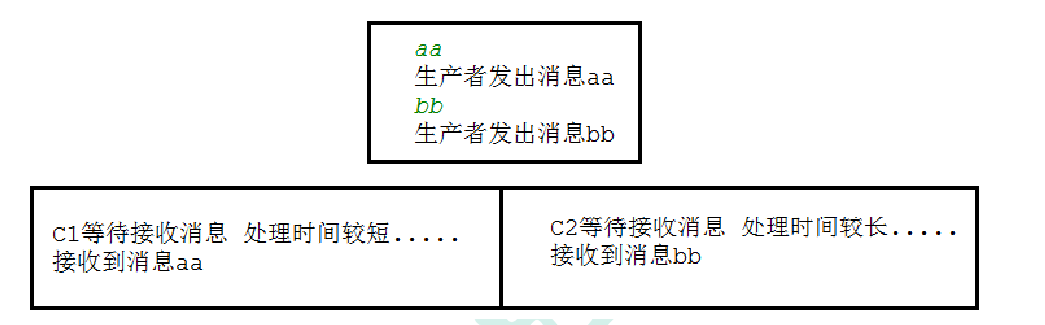 aa
生产者发出消息aa
bb
生产者发出消息bb
C1等待接收消息 处理时间较短.....
接收到消息aa
C2等待接收消息 处理时间较长.....
接收到消息bb